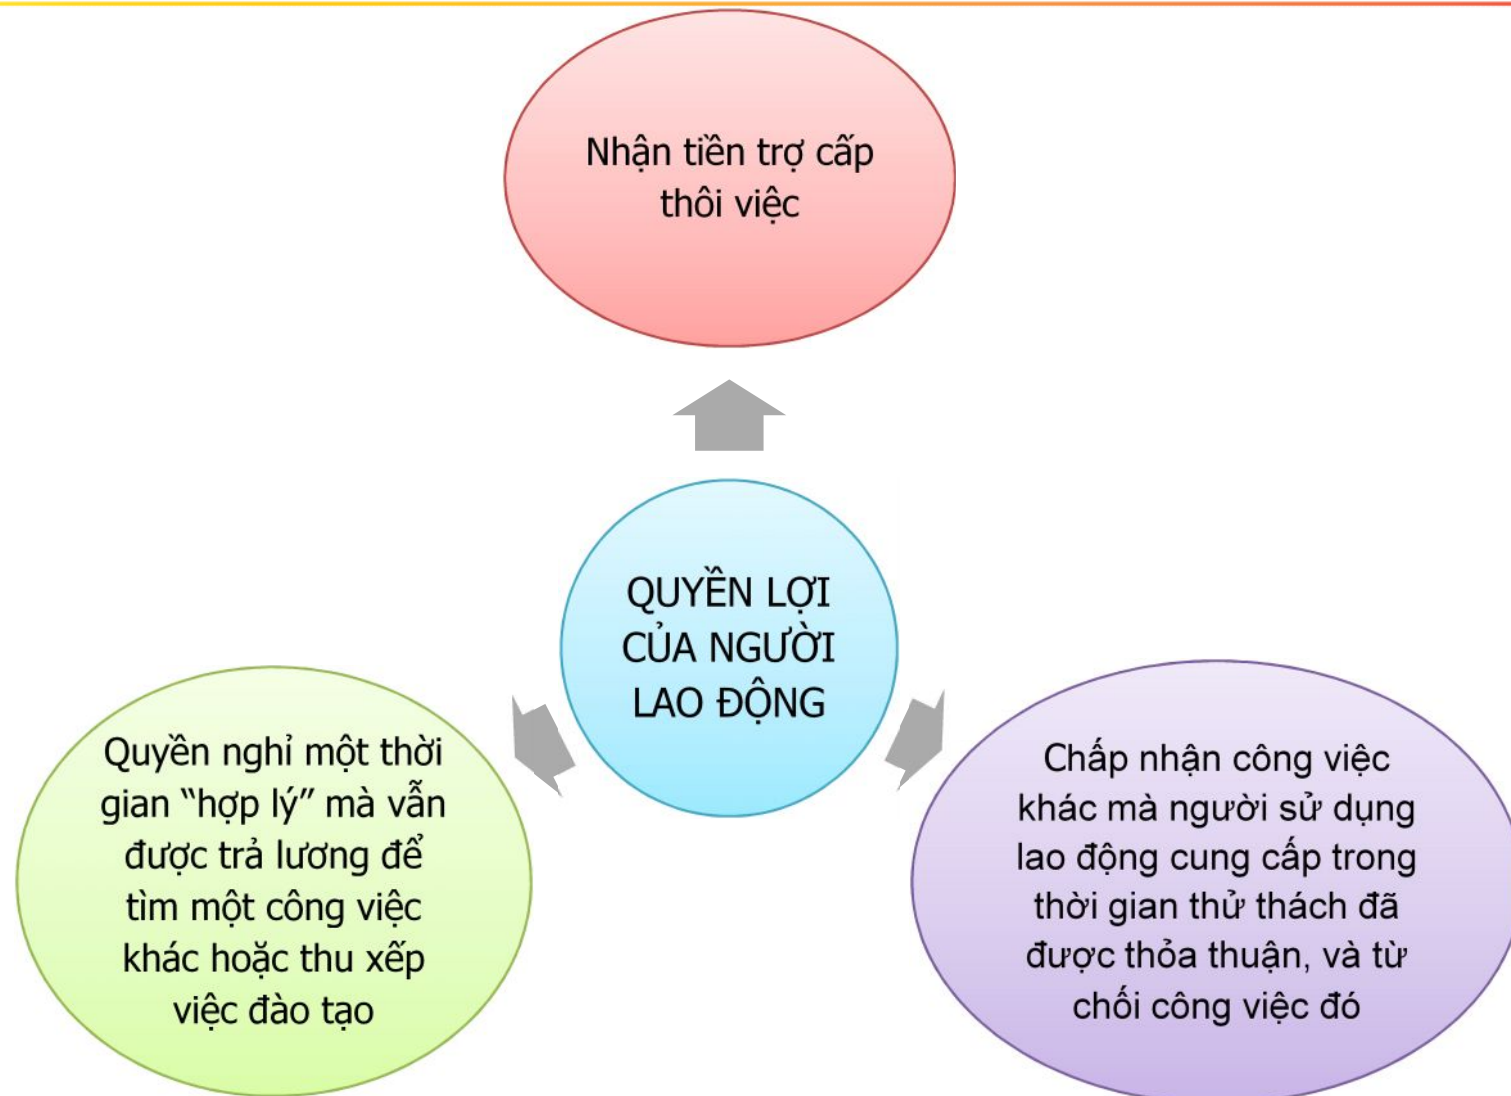 Nhận tiền trợ cấp
thôi việc
QUYỀN LỢI
CỦA NGƯỜI
LAO ĐỘNG
Quyền nghỉ một thời
gian “hợp lý” mà vẫn
được trả lương để
tìm một công việc
khác hoặc thu xếp
việc đào tạo
Chấp nhận công việc
khác mà người sử dụng
lao động cung cấp trong
thời gian thử thách đã
được thỏa thuận, và từ
chối công việc đó